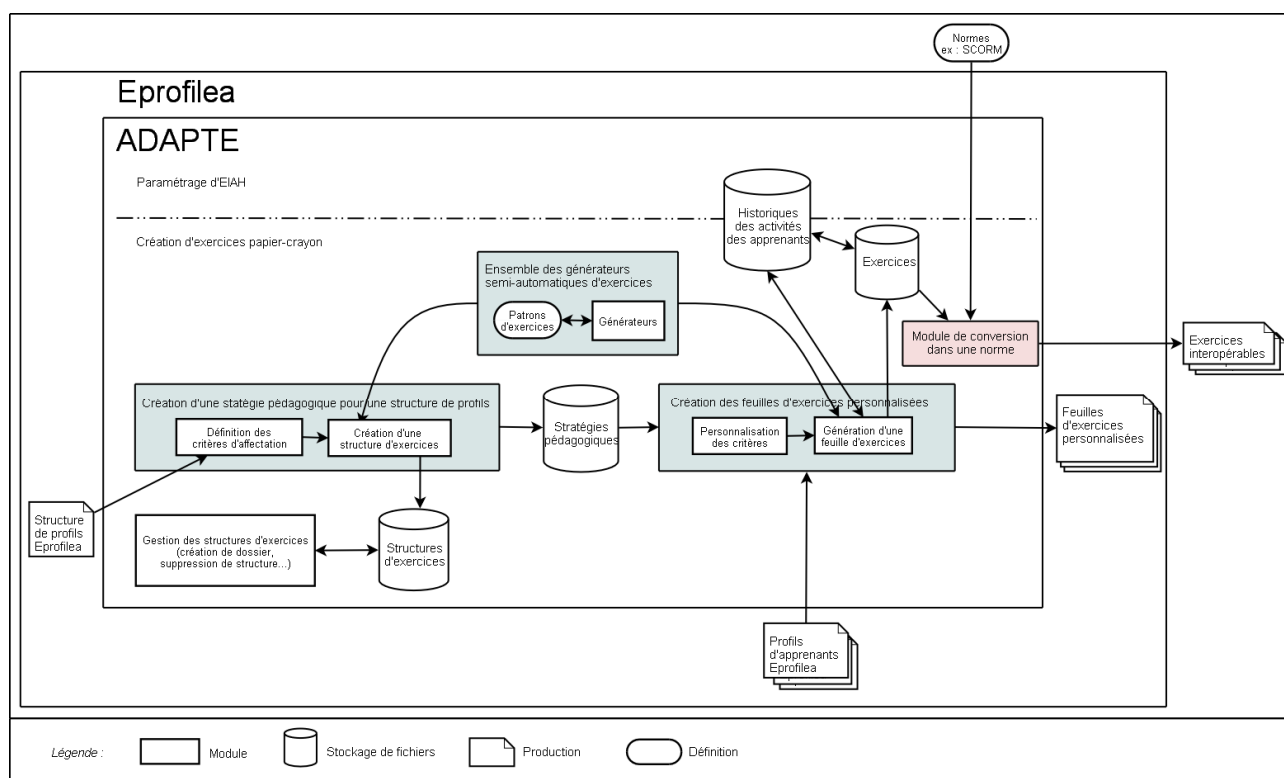 Normes
ex : SCORM
Eprofilea
ADAPTE
Paramétrage d'EIAH
Création d'exercices papier-crayon
Historiques
des activités
des apprenants
Exercices
Ensemble des générateurs
semi-automatiques d'exercices
Patrons
d'exercices
Générateurs
Module de conversion
dans une norme
Exercices
interopérables
Création d'une statégie pédagogique pour une structure de profils
Définition des
critères d'affectation
Création d'une
structure d'exercices
Stratégies
pédagogiques
Création des feuilles d'exercices personnalisées
Personnalisation
des critères
Génération d'une
feuille d'exercices
Feuilles
d'exercices
personnalisées
Structure
de profils
Eprofilea
Gestion des structures d'exercices
(création de dossier,
suppression de structure...)
Structures
d'exercices
Profils
d'apprenants
Eprofilea
Légende :
Module
Stockage de fichiers
Production
Définition